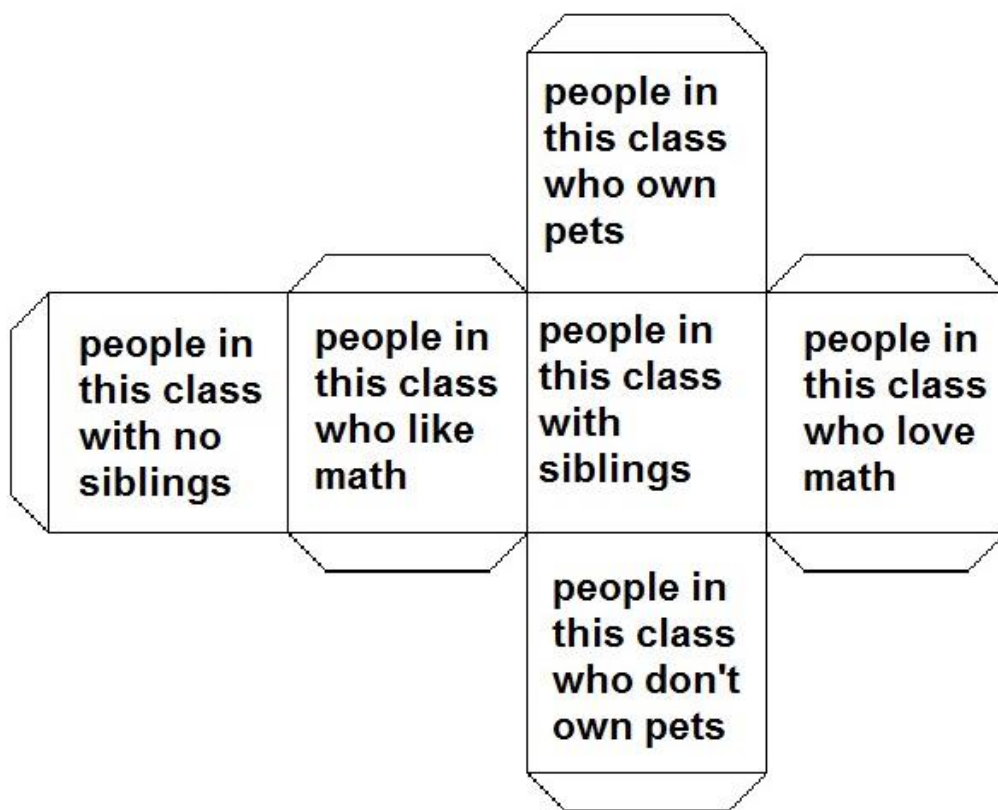 people in
this class
who own
pets
people in
this class
with no
siblings
people in
this class
who like
math
people in
this class
with
siblings
people in
this class
who love
math
people in
this class
who don't
own pets